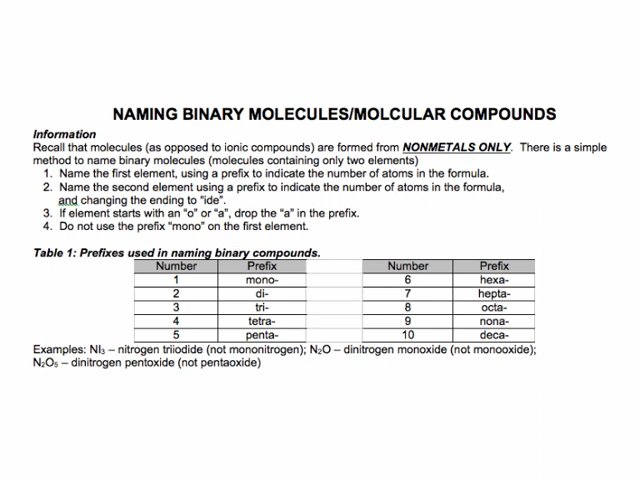 NAMING BINARY MOLECULES/MOLCULAR COMPOUNDS
Information
Recall that molecules (as opposed to ionic compounds) are formed from NONMETALS ONLY. There is a simple
method to name binary molecules (molecules containing only two elements)
1. Name the first element, using a prefix to indicate the number of atoms in the formula.
2. Name the second element using a prefix to indicate the number of atoms in the formula,
and changing the ending to "ide".
3. If element starts with an "o" or "a", drop the "a" in the prefix.
4. Do not use the prefix "mono" on the first element.
Table 1: Prefixes used in naming binary compounds.
Number Prefix Number Prefix
1 mono- 6 hexa-
2 di- 7 hepta-
3 tri- 8 octa-
4 tetra- 9 nona-
5 penta- 10 deca-
Examples: NI₃ – nitrogen triiodide (not mononitrogen); N₂O – dinitrogen monoxide (not monooxide);
N₂O₅ – dinitrogen pentoxide (not pentaoxide)